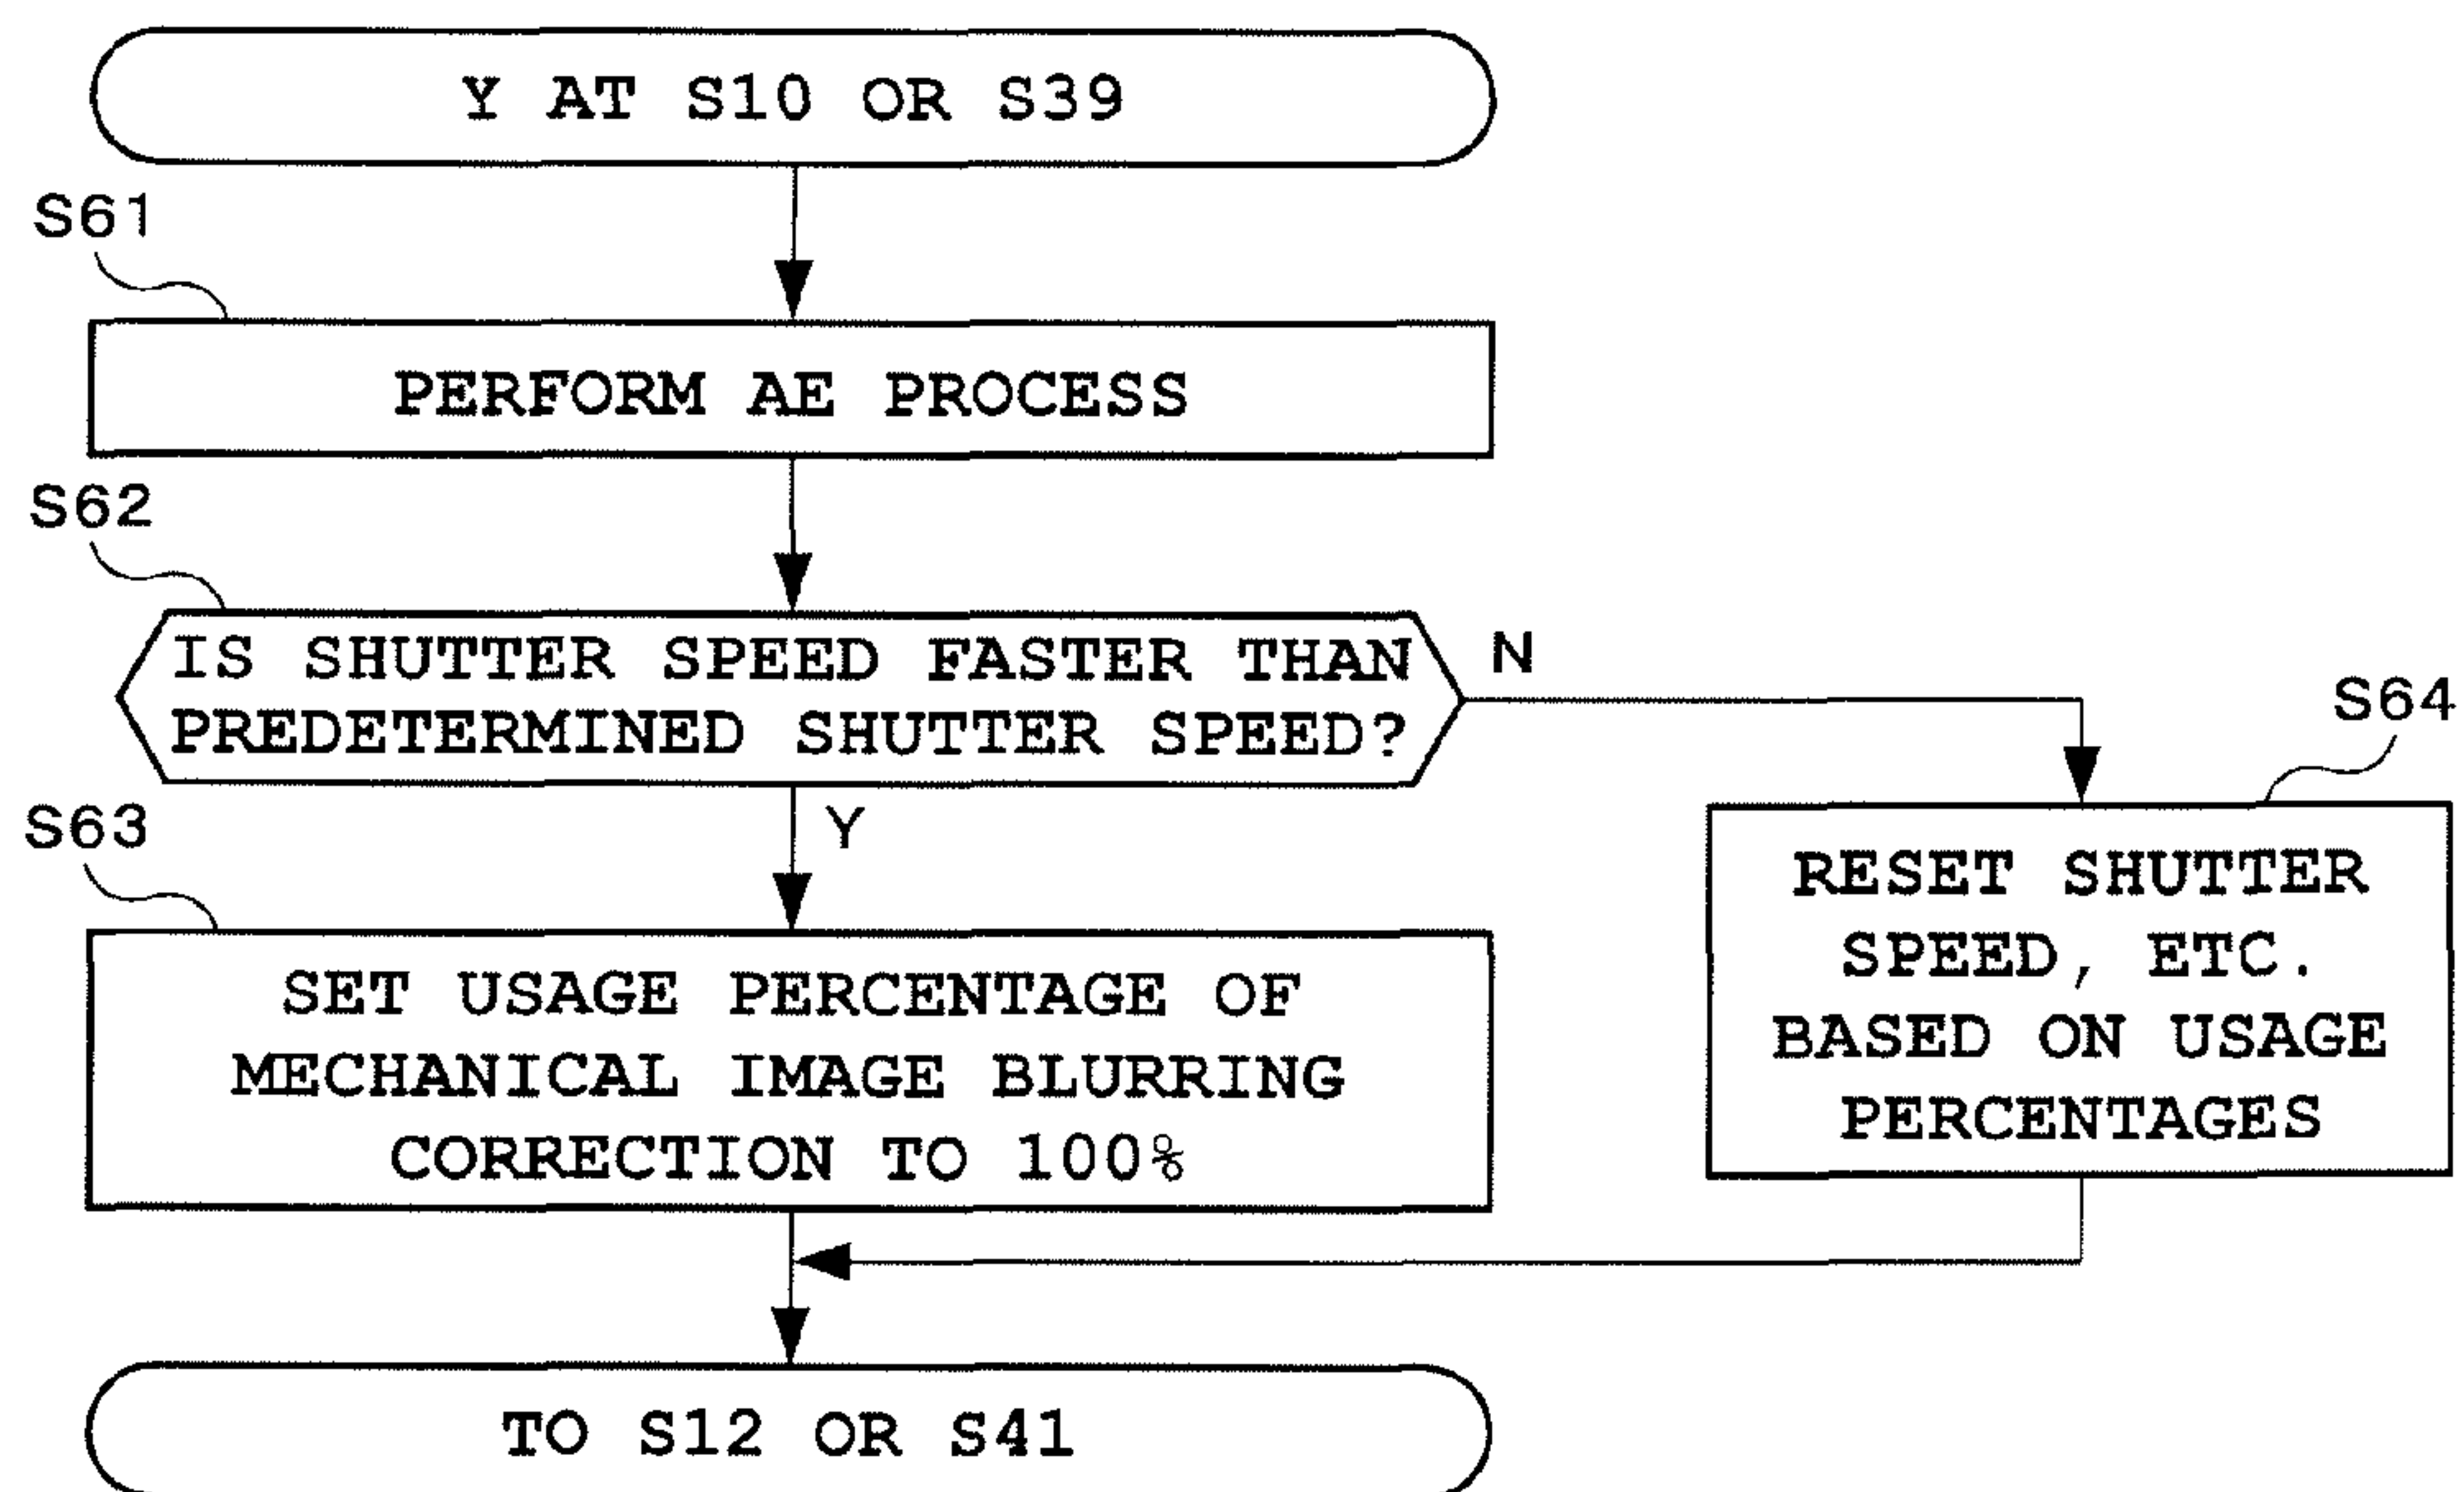 Y AT S10 OR S39
S61
PERFORM AE PROCESS
S62
IS SHUTTER SPEED FASTER THAN
PREDETERMINED SHUTTER SPEED?
N
Y
S64
RESET SHUTTER
SPEED, ETC.
BASED ON USAGE
PERCENTAGES
S63
SET USAGE PERCENTAGE OF
MECHANICAL IMAGE BLURRING
CORRECTION TO 100%
TO S12 OR S41